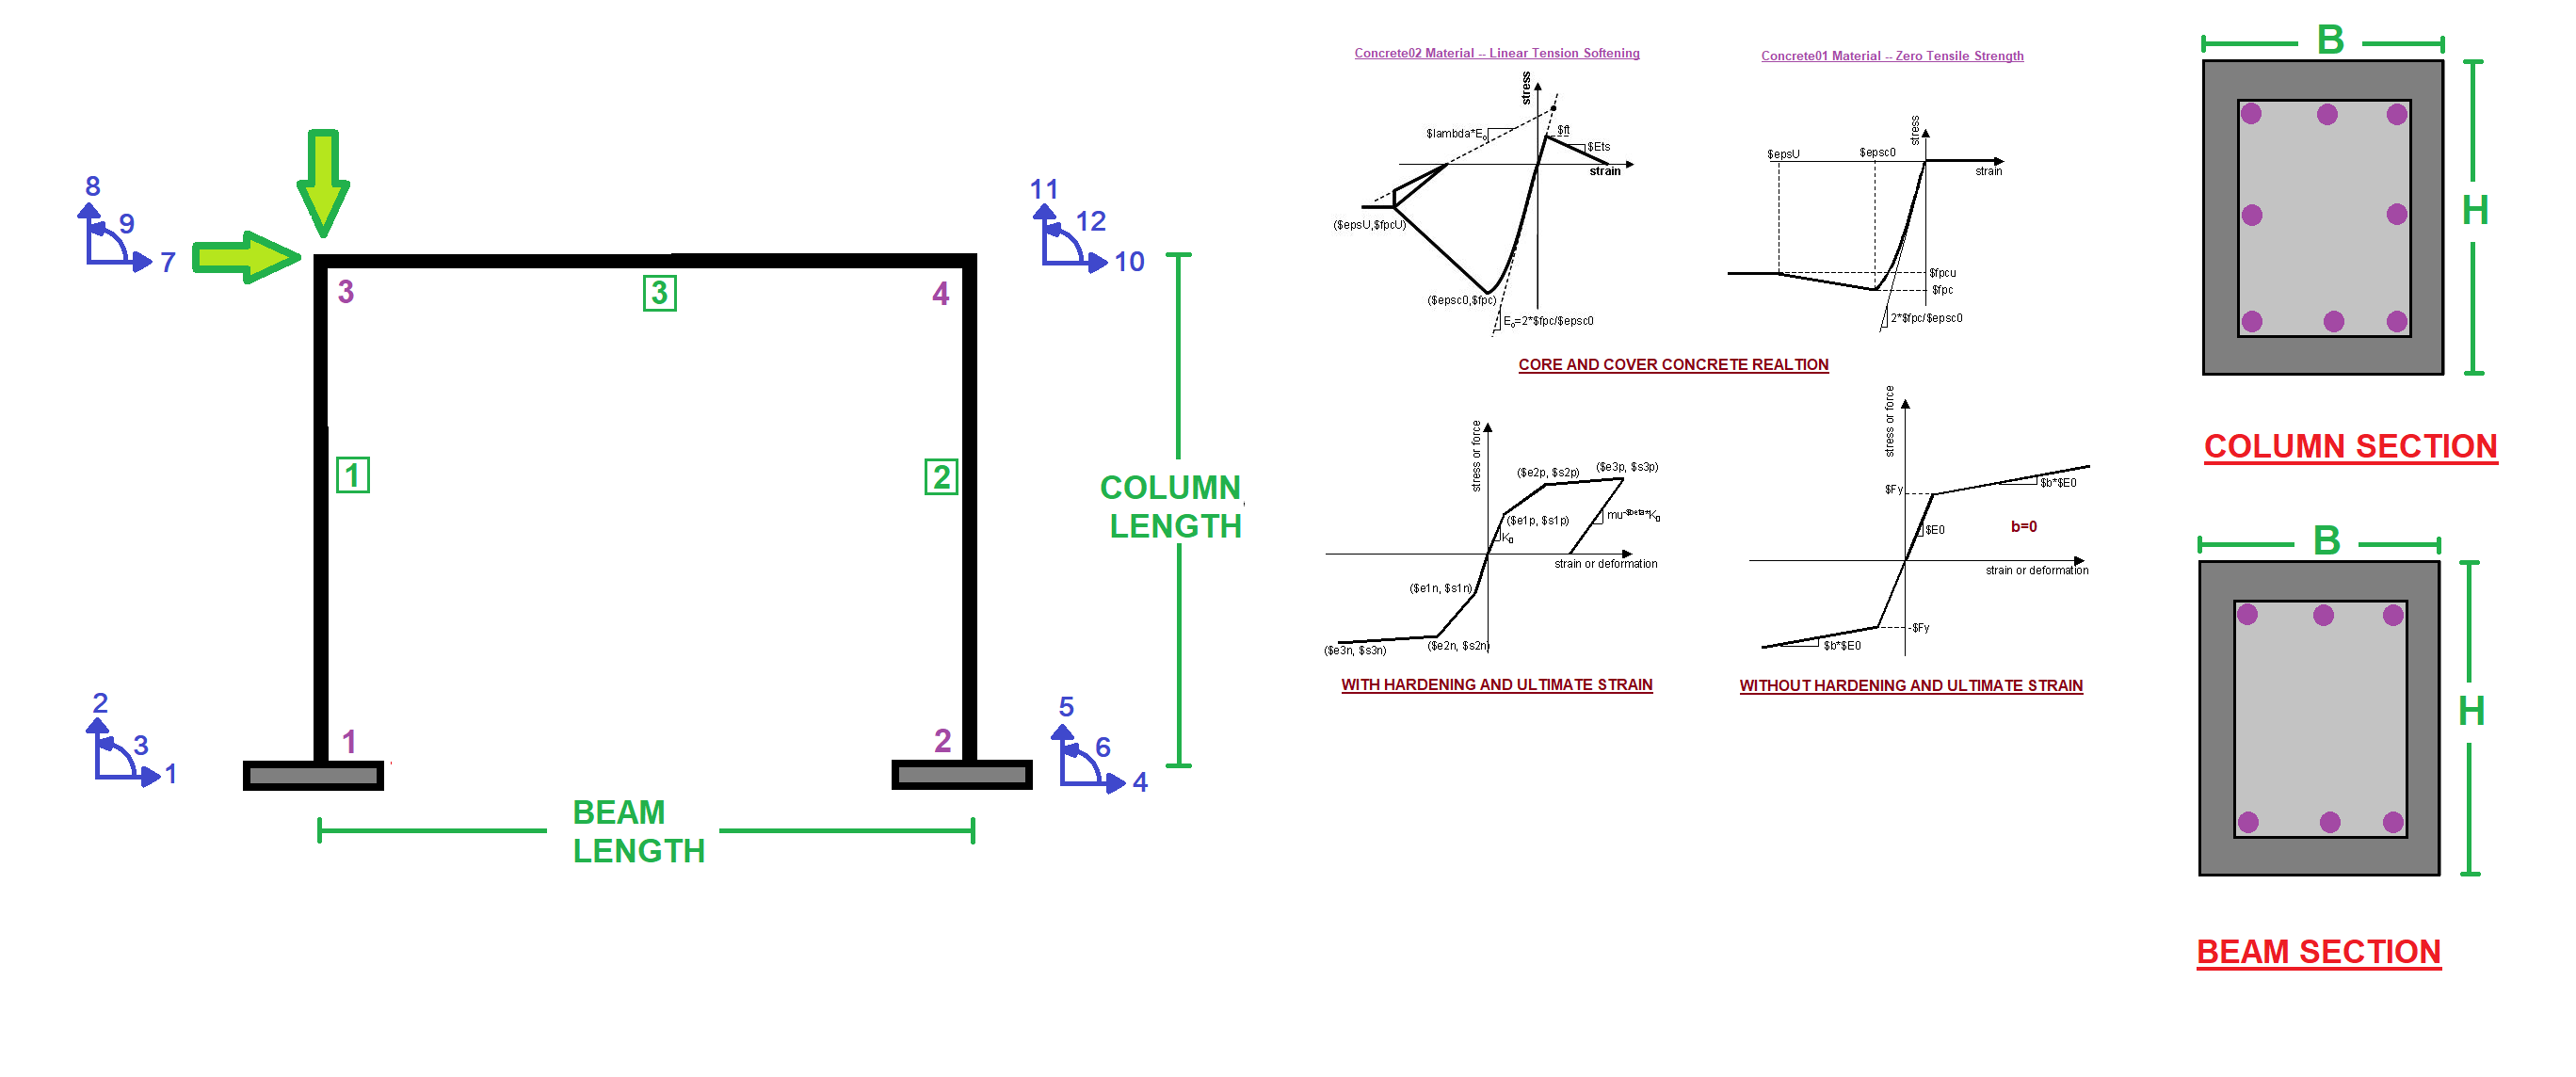 8
9
7
3
3
4
11
12
10
1
2
COLUMN
LENGTH
2
3
1
1
2
5
6
4
BEAM
LENGTH
Concrete02 Material -- Linear Tension Softening
stress
$lambda*E0
$ft
$Ets
strain
($epsU,$fpcU)
($epsc0,$fpc)
E0=2*$fpc/$epsc0
Concrete01 Material -- Zero Tensile Strength
stress
$epsU
$epsc0
strain
$fpcu
$fpc
2*$fpc/$epsc0
CORE AND COVER CONCRETE REALTION
stress or force
($e2p, $s2p)
($e3p, $s3p)
($e1p, $s1p)
K0
mu-$beta*K0
strain or deformation
($e1n, $s1n)
($e2n, $s2n)
($e3n, $s3n)
WITH HARDENING AND ULTIMATE STRAIN
stress or force
$Fy
$b*$E0
$E0
b=0
strain or deformation
-$Fy
$b*$E0
WITHOUT HARDENING AND ULTIMATE STRAIN
B
H
COLUMN SECTION
B
H
BEAM SECTION